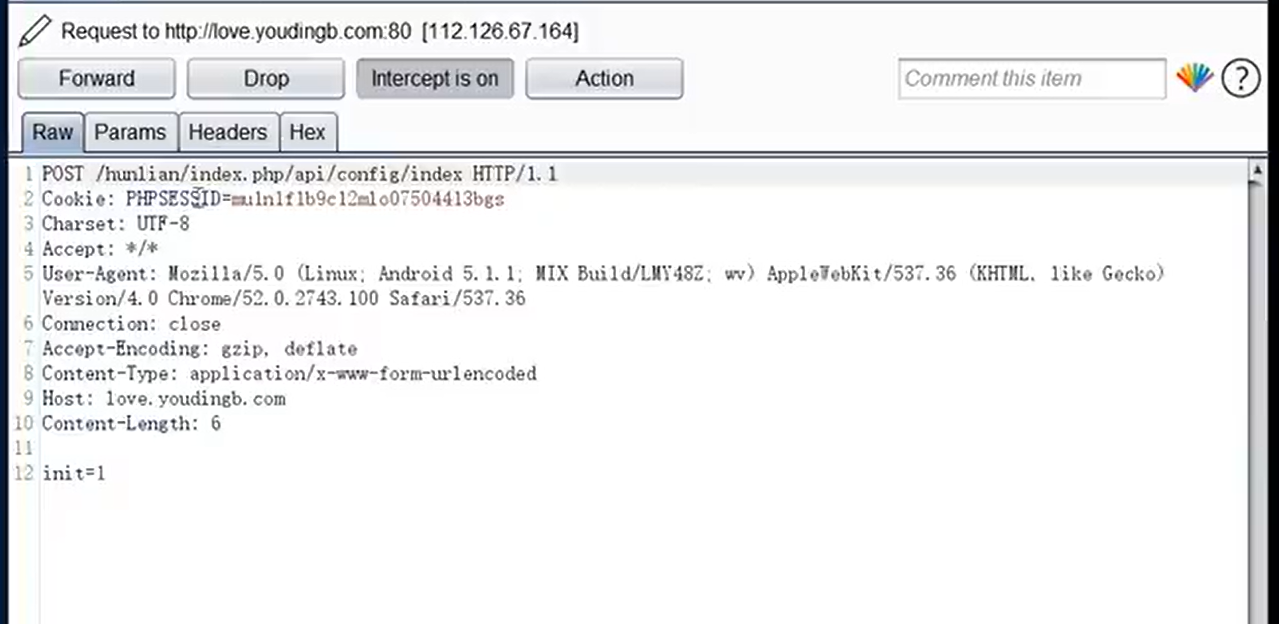 Request to http://love.youdingb.com:80 [112.126.67.164]
Forward Drop Intercept is on Action Comment this item ?
Raw Params Headers Hex
1 POST /hunlian/index.php/api/config/index HTTP/1.1
2 Cookie: PHPSESSID=mu1n1f1b9c12m1o07504413bgs
3 Charset: UTF-8
4 Accept: */*
5 User-Agent: Mozilla/5.0 (Linux; Android 5.1.1; MIX Build/LMY48Z; wv) AppleWebKit/537.36 (KHTML, like Gecko)
Version/4.0 Chrome/52.0.2743.100 Safari/537.36
6 Connection: close
7 Accept-Encoding: gzip, deflate
8 Content-Type: application/x-www-form-urlencoded
9 Host: love.youdingb.com
10 Content-Length: 6
11
12 init=1